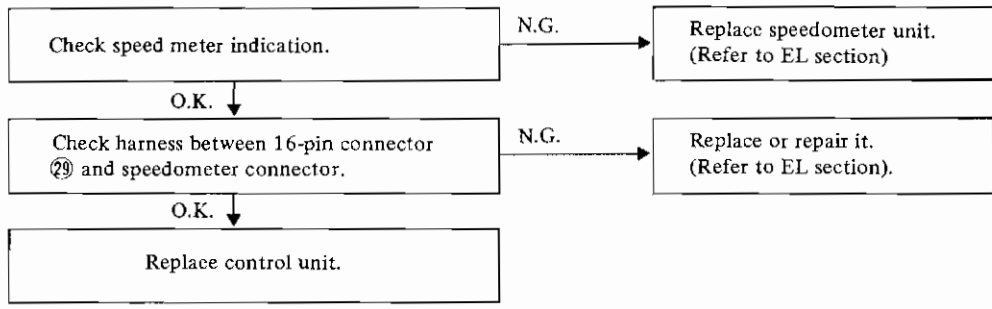 Check speed meter indication.
N.G.
Replace speedometer unit.
(Refer to EL section)
O.K.
Check harness between 16-pin connector
㉙ and speedometer connector.
N.G.
Replace or repair it.
(Refer to EL section).
O.K.
Replace control unit.